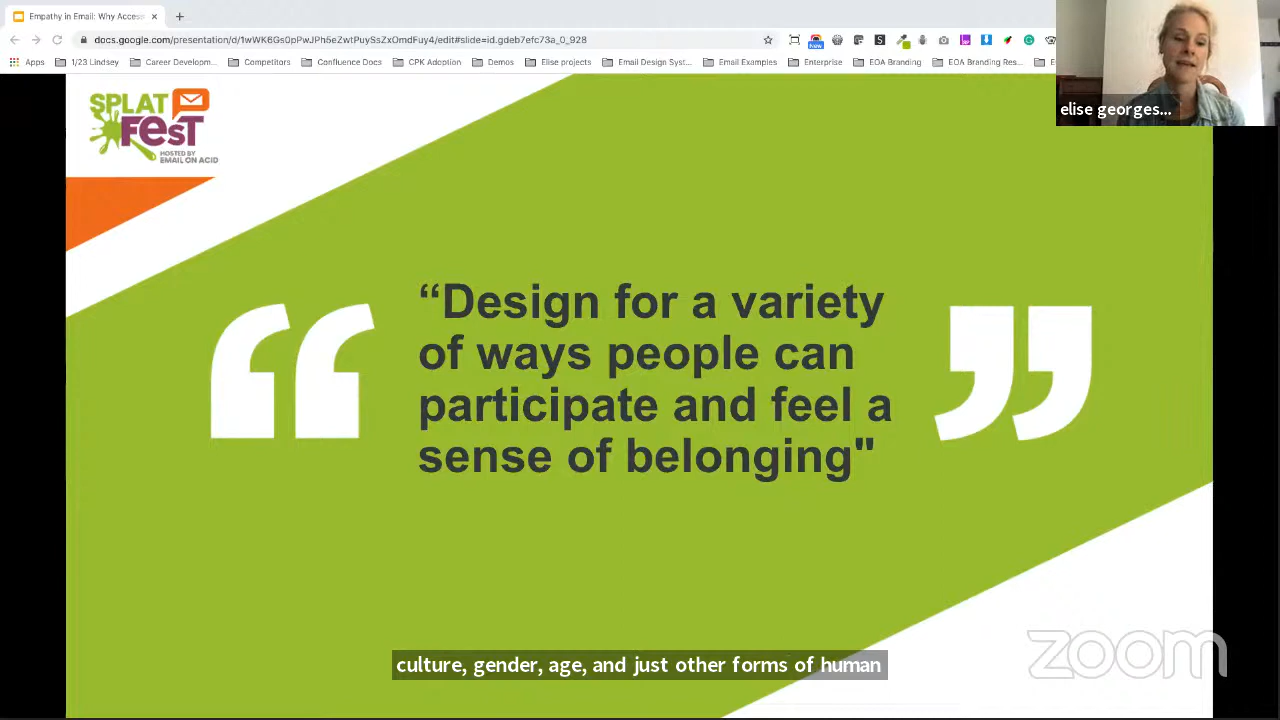 Empathy in Email: Why Access
docs.google.com/presentation/d/1wWK6Gs0pPwJPh5eZwtPuySsZxOmdFuy4/edit#slide=id.gdeb7efc73a_0_928
New
Apps
1/23 Lindsey
Career Developm...
Competitors
Confluence Docs
CPK Adoption
Demos
Elise projects
Email Design Syst...
Email Examples
Enterprise
EOA Branding
EOA Branding Res...
elise georges...
SPLAT
FEST
HOSTED BY
EMAIL ON ACID
“Design for a variety
of ways people can
participate and feel a
sense of belonging"
culture, gender, age, and just other forms of human
zoom